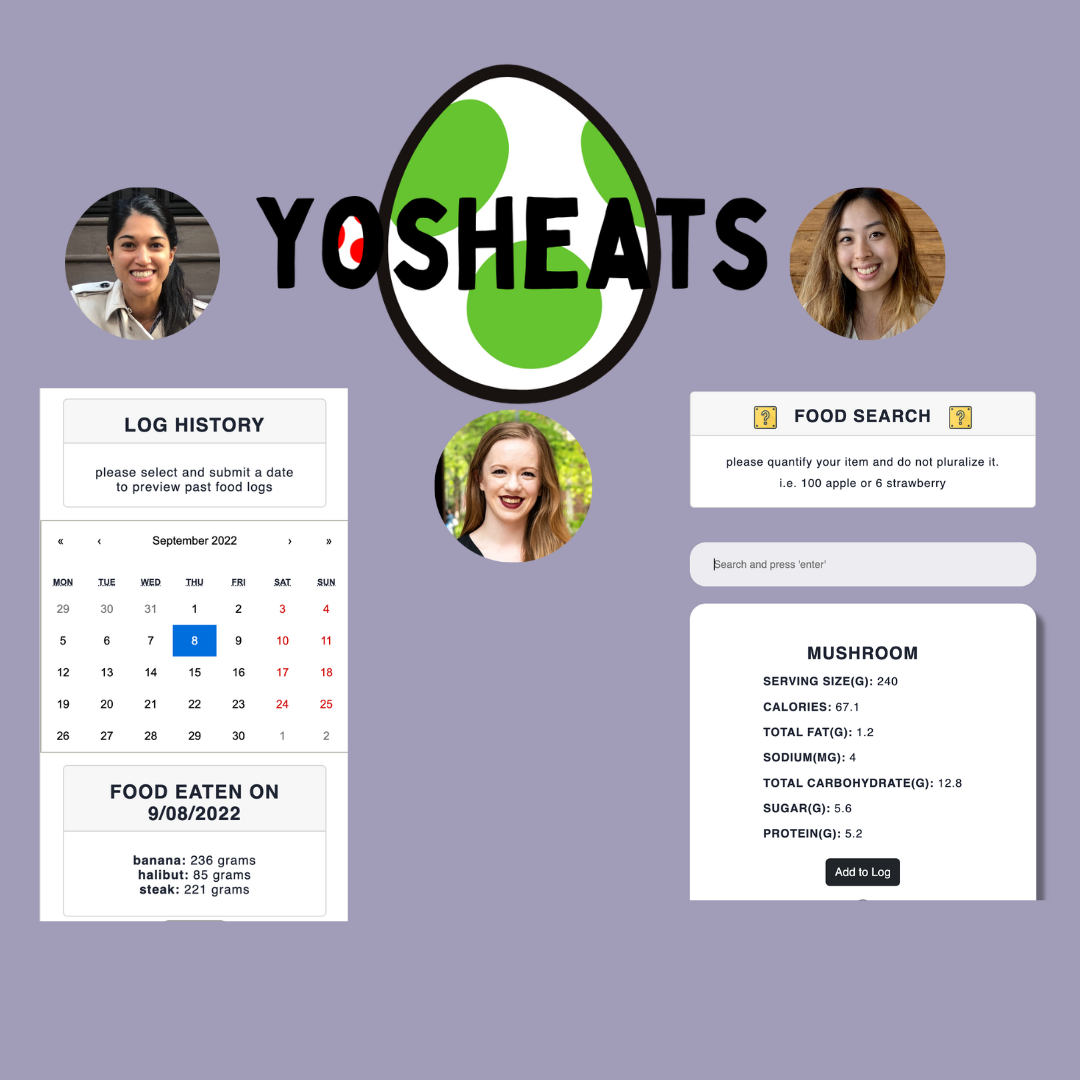 YOSHEATS
LOG HISTORY
please select and submit a date
to preview past food logs
« ‹ September 2022 › »
MON TUE WED THU FRI SAT SUN
29 30 31 1 2 3 4
5 6 7 8 9 10 11
12 13 14 15 16 17 18
19 20 21 22 23 24 25
26 27 28 29 30 1 2
FOOD EATEN ON
9/08/2022
banana: 236 grams
halibut: 85 grams
steak: 221 grams
? FOOD SEARCH ?
please quantify your item and do not pluralize it.
i.e. 100 apple or 6 strawberry
Search and press 'enter'
MUSHROOM
SERVING SIZE(G): 240
CALORIES: 67.1
TOTAL FAT(G): 1.2
SODIUM(MG): 4
TOTAL CARBOHYDRATE(G): 12.8
SUGAR(G): 5.6
PROTEIN(G): 5.2
Add to Log